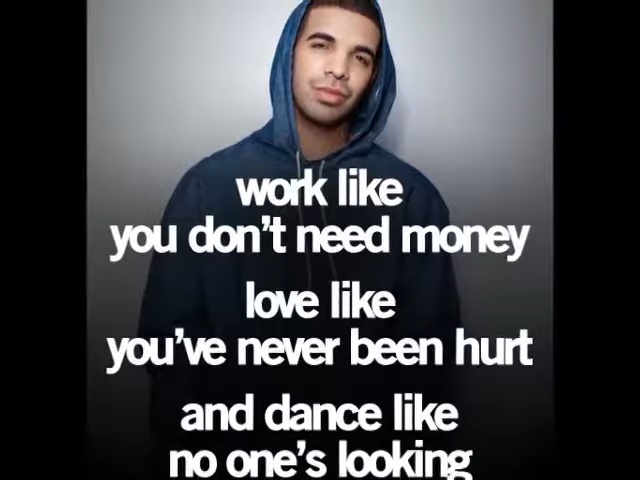 work like
you don't need money
love like
you've never been hurt
and dance like
no one's looking